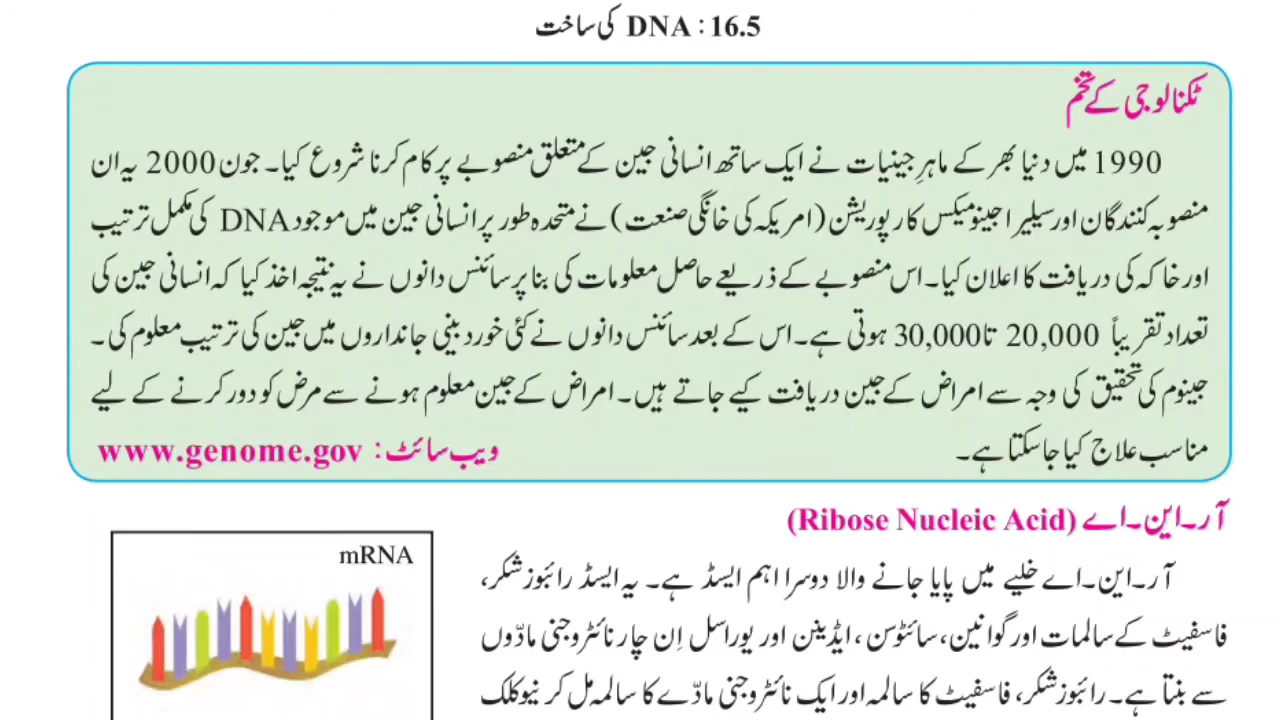 16.5 : DNA کی ساخت
ٹکنالوجی کے تخم
1990 میں دنیا بھر کے ماہرِ جینیات نے ایک ساتھ انسانی جین کے متعلق منصوبے پر کام کرنا شروع کیا۔ جون 2000 یہ ان
منصوبہ کنندگان اور سیلیرا جینومیکس کارپوریشن (امریکہ کی خانگی صنعت) نے متحدہ طور پر انسانی جین میں موجود DNA کی مکمل ترتیب
اور خاکہ کی دریافت کا اعلان کیا۔ اس منصوبے کے ذریعے حاصل معلومات کی بنا پر سائنس دانوں نے یہ نتیجہ اخذ کیا کہ انسانی جین کی
تعداد تقریباً 20,000 تا 30,000 ہوتی ہے۔ اس کے بعد سائنس دانوں نے کئی خوردبینی جانداروں میں جین کی ترتیب معلوم کی۔
جینوم کی تحقیق کی وجہ سے امراض کے جین دریافت کیے جاتے ہیں۔ امراض کے جین معلوم ہونے سے مرض کو دور کرنے کے لیے
مناسب علاج کیا جاسکتا ہے۔ ویب سائٹ : www.genome.gov
آر۔این۔اے (Ribose Nucleic Acid)
آر۔این۔اے خلیے میں پایا جانے والا دوسرا اہم ایسڈ ہے۔ یہ ایسڈ رائبوز شکر،
فاسفیٹ کے سالمات اور گوانین، سائٹوسن، ایڈینن اور یوراسل اِن چار نائٹروجنی مادّوں
سے بنتا ہے۔ رائبوز شکر، فاسفیٹ کا سالمہ اور ایک نائٹروجنی مادّے کا سالمہ مل کر نیوکلک
mRNA